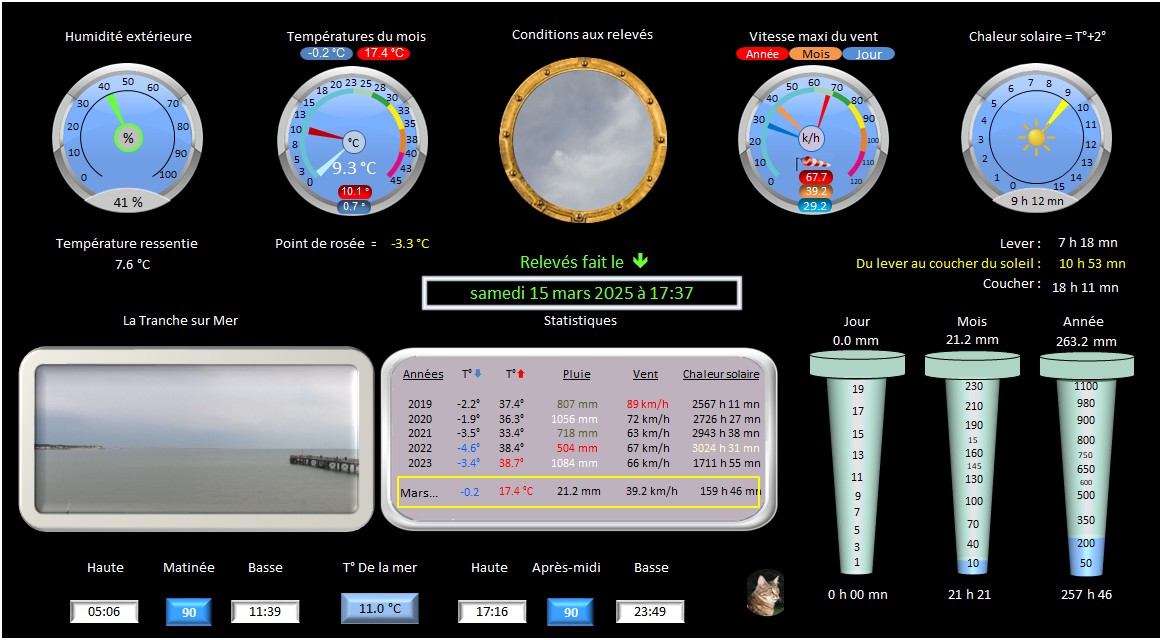 Humidité extérieure
Températures du mois
-0.2 °C 17.4 °C
Conditions aux relevés
Vitesse maxi du vent
Année Mois Jour
Chaleur solaire = T°+2°
0 10 20 30 40 50 60 70 80 90 100
%
41 %
0 3 5 8 10 13 15 18 20 23 25 28 30 33 35 38 40 43 45
°C
9.3 °C
10.1 °
0.7 °
0 10 20 30 40 50 60 70 80 90 100 110 120
k/h
67.7
39.2
29.2
0 1 2 3 4 5 6 7 8 9 10 11 12 13 14 15
9 h 12 mn
Température ressentie
7.6 °C
Point de rosée = -3.3 °C
Relevés fait le
samedi 15 mars 2025 à 17:37
Lever : 7 h 18 mn
Du lever au coucher du soleil : 10 h 53 mn
Coucher : 18 h 11 mn
La Tranche sur Mer
Statistiques
Années T° T° Pluie Vent Chaleur solaire
2019 -2.2° 37.4° 807 mm 89 km/h 2567 h 11 mn
2020 -1.9° 36.3° 1056 mm 72 km/h 2726 h 27 mn
2021 -3.5° 33.4° 718 mm 63 km/h 2943 h 38 mn
2022 -4.6° 38.4° 504 mm 67 km/h 3024 h 31 mn
2023 -3.4° 38.7° 1084 mm 66 km/h 1711 h 55 mn
Mars... -0.2 17.4 °C 21.2 mm 39.2 km/h 159 h 46 mn
Jour
0.0 mm
19
17
15
13
11
9
7
5
3
1
0 h 00 mn
Mois
21.2 mm
230
210
190
15
160
145
130
100
70
40
10
21 h 21
Année
263.2 mm
1100
980
900
800
750
650
600
500
350
200
50
257 h 46
Haute Matinée Basse
05:06 90 11:39
T° De la mer
11.0 °C
Haute Après-midi Basse
17:16 90 23:49